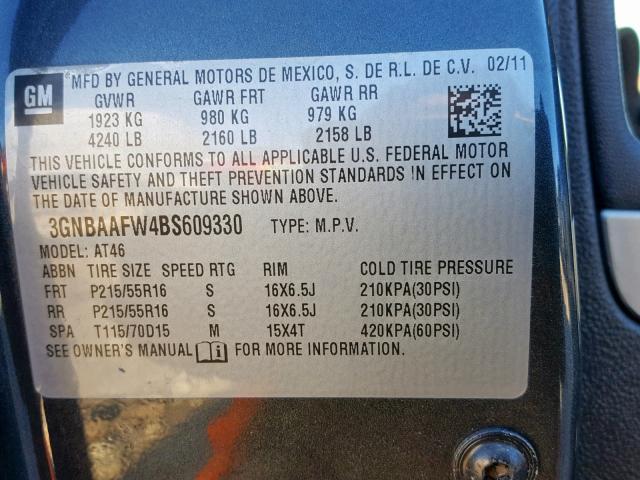 GM
MFD BY GENERAL MOTORS DE MEXICO, S. DE R.L. DE C.V. 02/11
GVWR GAWR FRT GAWR RR
1923 KG 980 KG 979 KG
4240 LB 2160 LB 2158 LB
THIS VEHICLE CONFORMS TO ALL APPLICABLE U.S. FEDERAL MOTOR
VEHICLE SAFETY AND THEFT PREVENTION STANDARDS IN EFFECT ON
THE DATE OF MANUFACTURE SHOWN ABOVE.
3GNBAAFW4BS609330 TYPE: M.P.V.
MODEL: AT46
ABBN TIRE SIZE SPEED RTG RIM COLD TIRE PRESSURE
FRT P215/55R16 S 16X6.5J 210KPA(30PSI)
RR P215/55R16 S 16X6.5J 210KPA(30PSI)
SPA T115/70D15 M 15X4T 420KPA(60PSI)
SEE OWNER'S MANUAL FOR MORE INFORMATION.